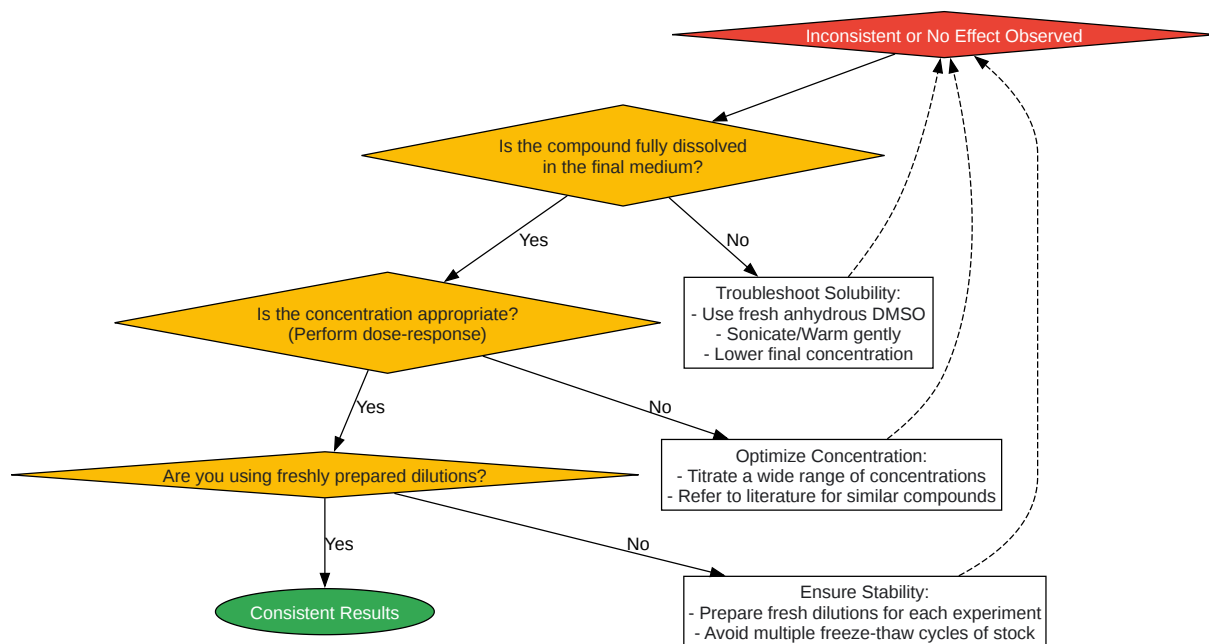 Inconsistent or No Effect Observed
Is the compound fully dissolved
in the final medium?
Yes
No
Troubleshoot Solubility:
- Use fresh anhydrous DMSO
- Sonicate/Warm gently
- Lower final concentration
Is the concentration appropriate?
(Perform dose-response)
Yes
No
Optimize Concentration:
- Titrate a wide range of concentrations
- Refer to literature for similar compounds
Are you using freshly prepared dilutions?
Yes
No
Ensure Stability:
- Prepare fresh dilutions for each experiment
- Avoid multiple freeze-thaw cycles of stock
Consistent Results